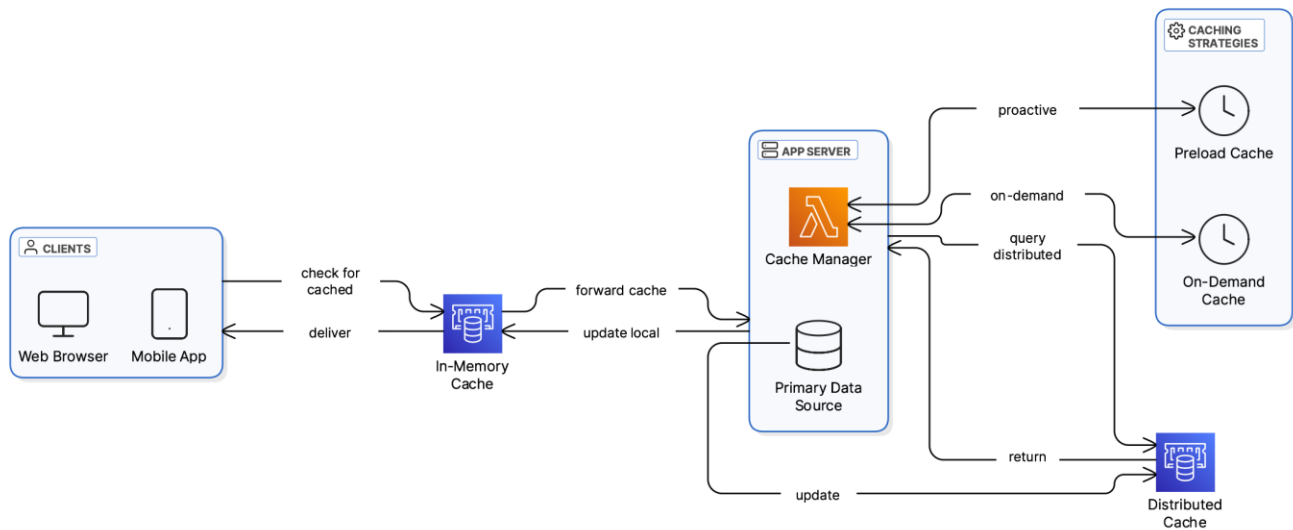 CACHING
STRATEGIES
proactive
Preload Cache
APP SERVER
on-demand
query
distributed
Cache Manager
On-Demand
Cache
CLIENTS
check for
cached
forward cache
deliver
update local
Web Browser
Mobile App
In-Memory
Cache
Primary Data
Source
return
update
Distributed
Cache